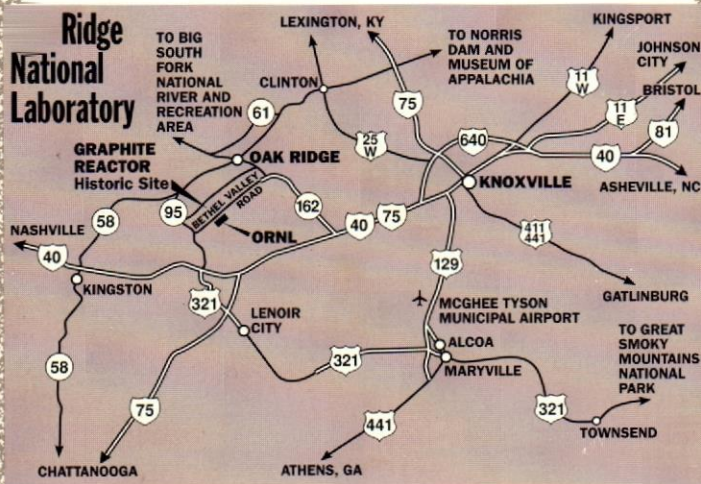 Ridge
National
Laboratory
TO BIG
SOUTH
FORK
NATIONAL
RIVER AND
RECREATION
AREA
LEXINGTON, KY
TO NORRIS
DAM AND
MUSEUM OF
APPALACHIA
KINGSPORT
JOHNSON
CITY
BRISTOL
CLINTON
61
75
25
W
11
W
11
E
640
81
40
GRAPHITE
REACTOR
Historic Site
OAK RIDGE
KNOXVILLE
ASHEVILLE, NC
58
95
BETHEL VALLEY
ROAD
162
40
75
ORNL
411
441
NASHVILLE
40
129
KINGSTON
321
GATLINBURG
LENOIR
CITY
MCGHEE TYSON
MUNICIPAL AIRPORT
TO GREAT
SMOKY
MOUNTAINS
NATIONAL
PARK
58
321
ALCOA
MARYVILLE
75
441
321
TOWNSEND
CHATTANOOGA
ATHENS, GA